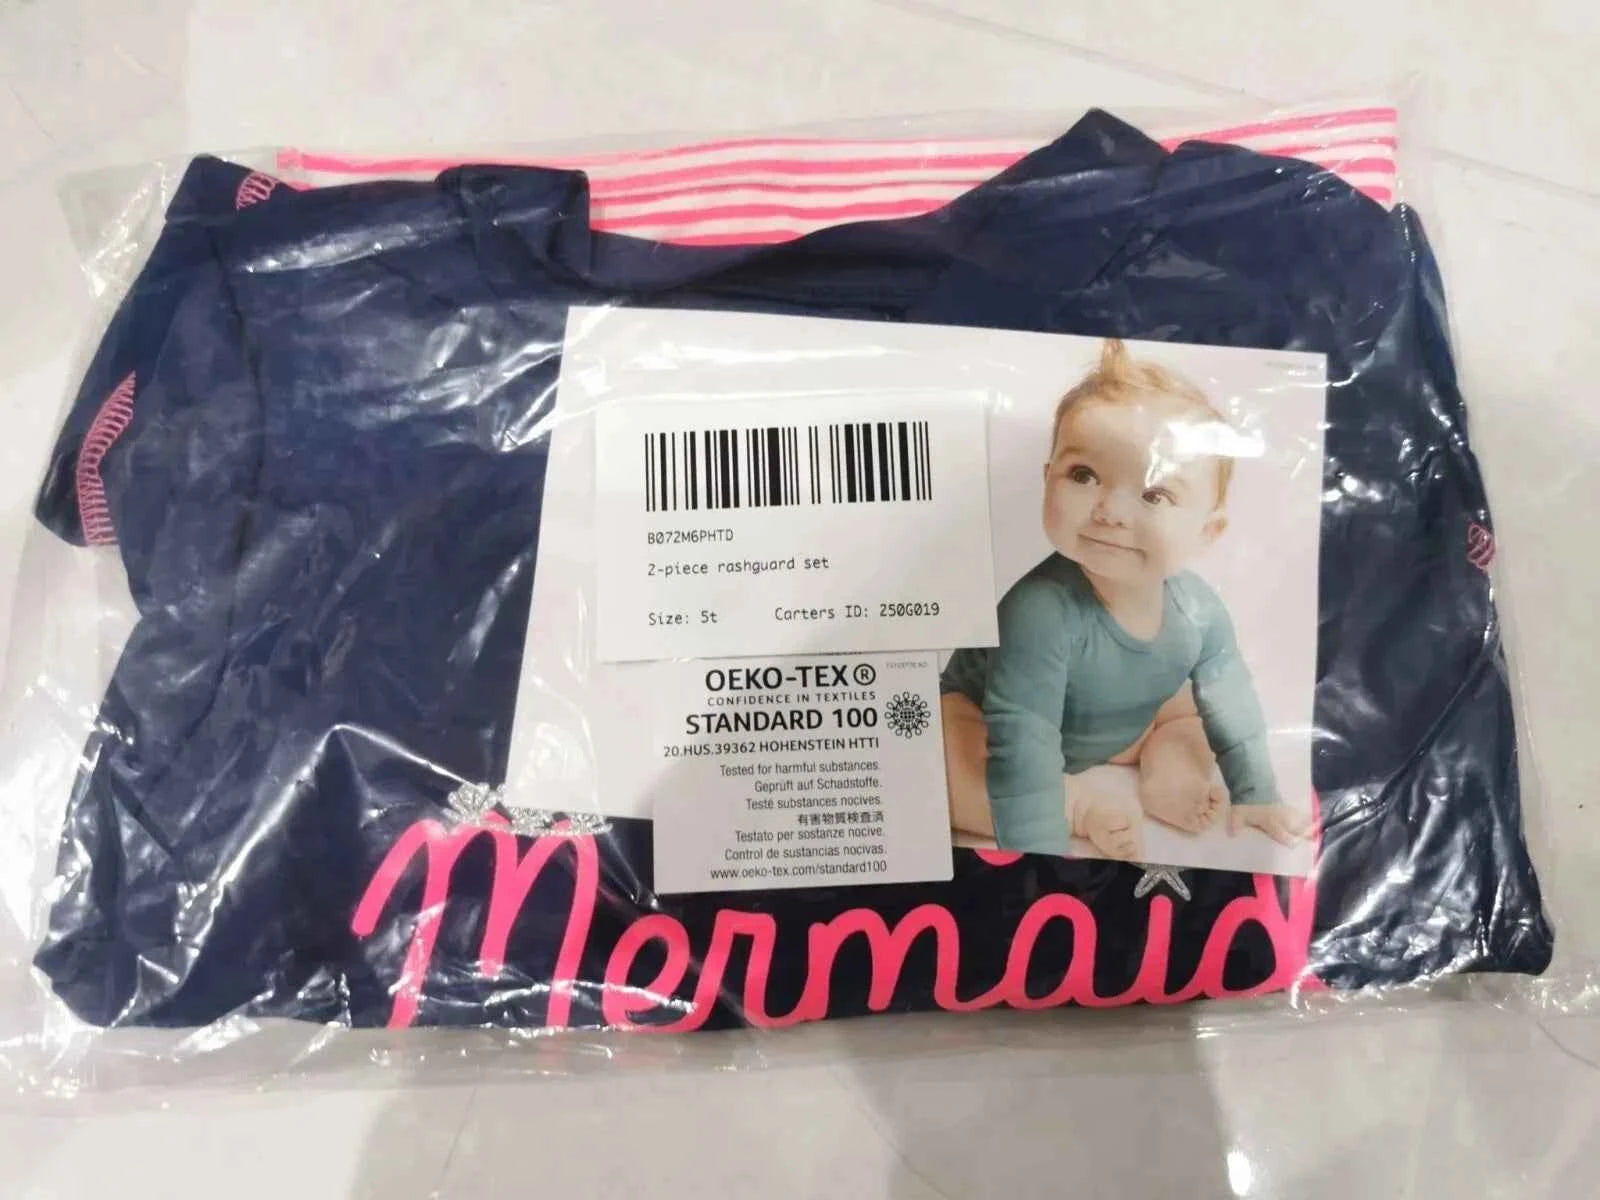 B072M6PHTD
2-piece rashguard set
Size: 5t Carters ID: 250G019
OEKO-TEX®
CONFIDENCE IN TEXTILES
STANDARD 100
20.HUS.39362 HOHENSTEIN HTTI
Tested for harmful substances.
Geprüft auf Schadstoffe.
Testé substances nocives.
有害物質検査済
Testato per sostanze nocive.
Control de sustancias nocivas.
www.oeko-tex.com/standard100
Mermaid